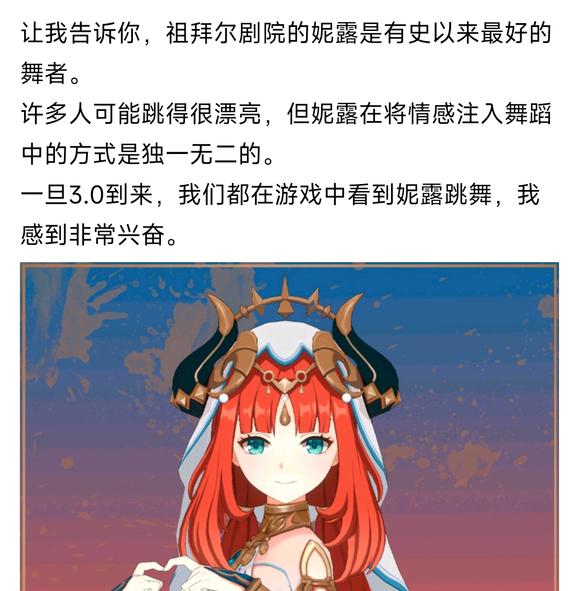 让我告诉你，祖拜尔剧院的妮露是有史以来最好的
舞者。
许多人可能跳得很漂亮，但妮露在将情感注入舞蹈
中的方式是独一无二的。
一旦3.0到来，我们都在游戏中看到妮露跳舞，我
感到非常兴奋。